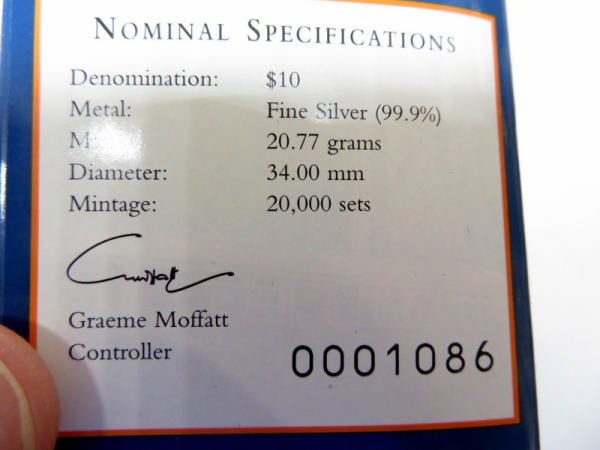 NOMINAL SPECIFICATIONS
Denomination: $10
Metal: Fine Silver (99.9%)
20.77 grams
Diameter: 34.00 mm
Mintage: 20,000 sets
Graeme Moffatt
Controller 0001086